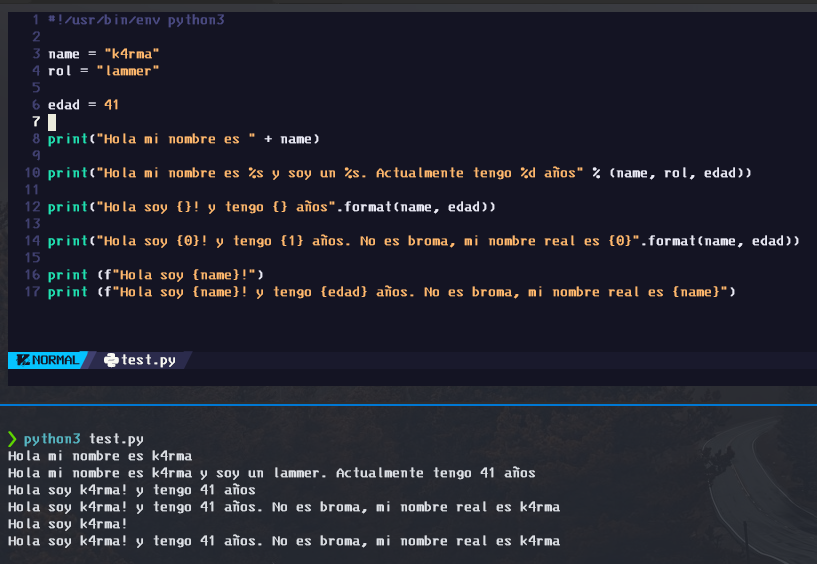 1 #!/usr/bin/env python3
2
3 name = "k4rma"
4 rol = "lammer"
5
6 edad = 41
7
8 print("Hola mi nombre es " + name)
9
10 print("Hola mi nombre es %s y soy un %s. Actualmente tengo %d años" % (name, rol, edad))
11
12 print("Hola soy {}! y tengo {} años".format(name, edad))
13
14 print("Hola soy {0}! y tengo {1} años. No es broma, mi nombre real es {0}".format(name, edad))
15
16 print (f"Hola soy {name}!")
17 print (f"Hola soy {name}! y tengo {edad} años. No es broma, mi nombre real es {name}")
NORMAL test.py
❯ python3 test.py
Hola mi nombre es k4rma
Hola mi nombre es k4rma y soy un lammer. Actualmente tengo 41 años
Hola soy k4rma! y tengo 41 años
Hola soy k4rma! y tengo 41 años. No es broma, mi nombre real es k4rma
Hola soy k4rma!
Hola soy k4rma! y tengo 41 años. No es broma, mi nombre real es k4rma